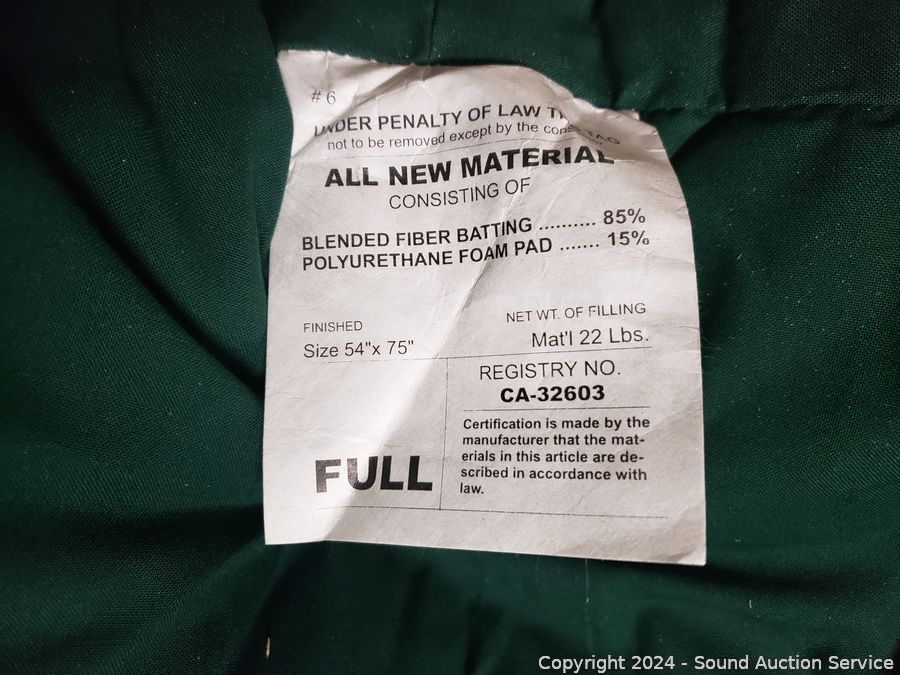 # 6
UNDER PENALTY OF LAW
not to be removed except by the
TAG
ALL NEW MATERIAL
CONSISTING OF
BLENDED FIBER BATTING .......... 85%
POLYURETHANE FOAM PAD ....... 15%
FINISHED
Size 54"x 75"
NET WT. OF FILLING
Mat'l 22 Lbs.
REGISTRY NO.
CA-32603
Certification is made by the
manufacturer that the mat-
erials in this article are de-
scribed in accordance with
law.
FULL
Copyright 2024 - Sound Auction Service